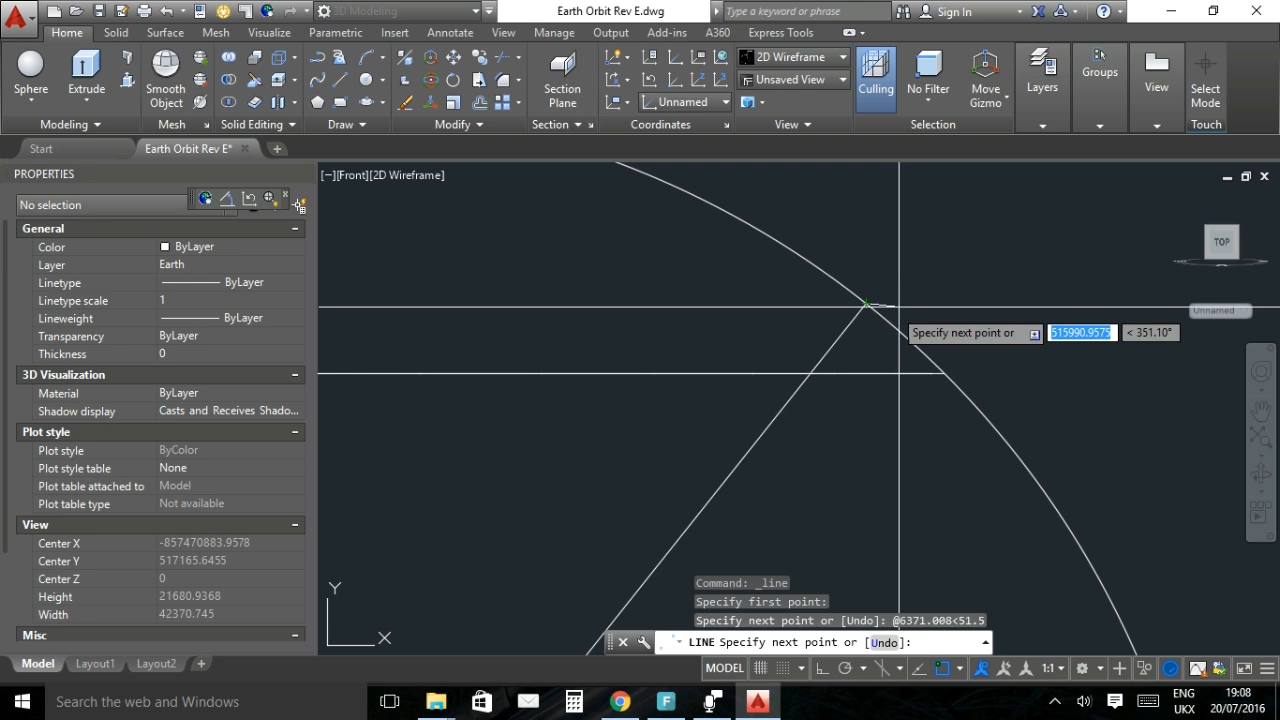 3D Modeling
Earth Orbit Rev E.dwg
Type a keyword or phrase
Sign In
Home Solid Surface Mesh Visualize Parametric Insert Annotate View Manage Output Add-ins A360 Express Tools
2D Wireframe
Unsaved View
Unnamed
Sphere Extrude Smooth Object Section Plane Culling No Filter Move Gizmo Layers Groups View Select Mode
Modeling Mesh Solid Editing Draw Modify Section Coordinates View Selection Touch
Start Earth Orbit Rev E*
PROPERTIES
[−][Front][2D Wireframe]
No selection
General
Color ByLayer
Layer Earth
Linetype ByLayer
Linetype scale 1
Lineweight ByLayer
Transparency ByLayer
Thickness 0
3D Visualization
Material ByLayer
Shadow display Casts and Receives Shado...
Plot style
Plot style ByColor
Plot style table None
Plot table attached to Model
Plot table type Not available
View
Center X -857470883.9578
Center Y 517165.6455
Center Z 0
Height 21680.9368
Width 42370.745
Misc
TOP
Unnamed
Specify next point or 515990.9575 < 351.10°
Y
X
Command: _line
Specify first point:
Specify next point or [Undo]: @6371.008<51.5
LINE Specify next point or [Undo]:
Model Layout1 Layout2
MODEL 1:1
Search the web and Windows
ENG
UKX
19:08
20/07/2016